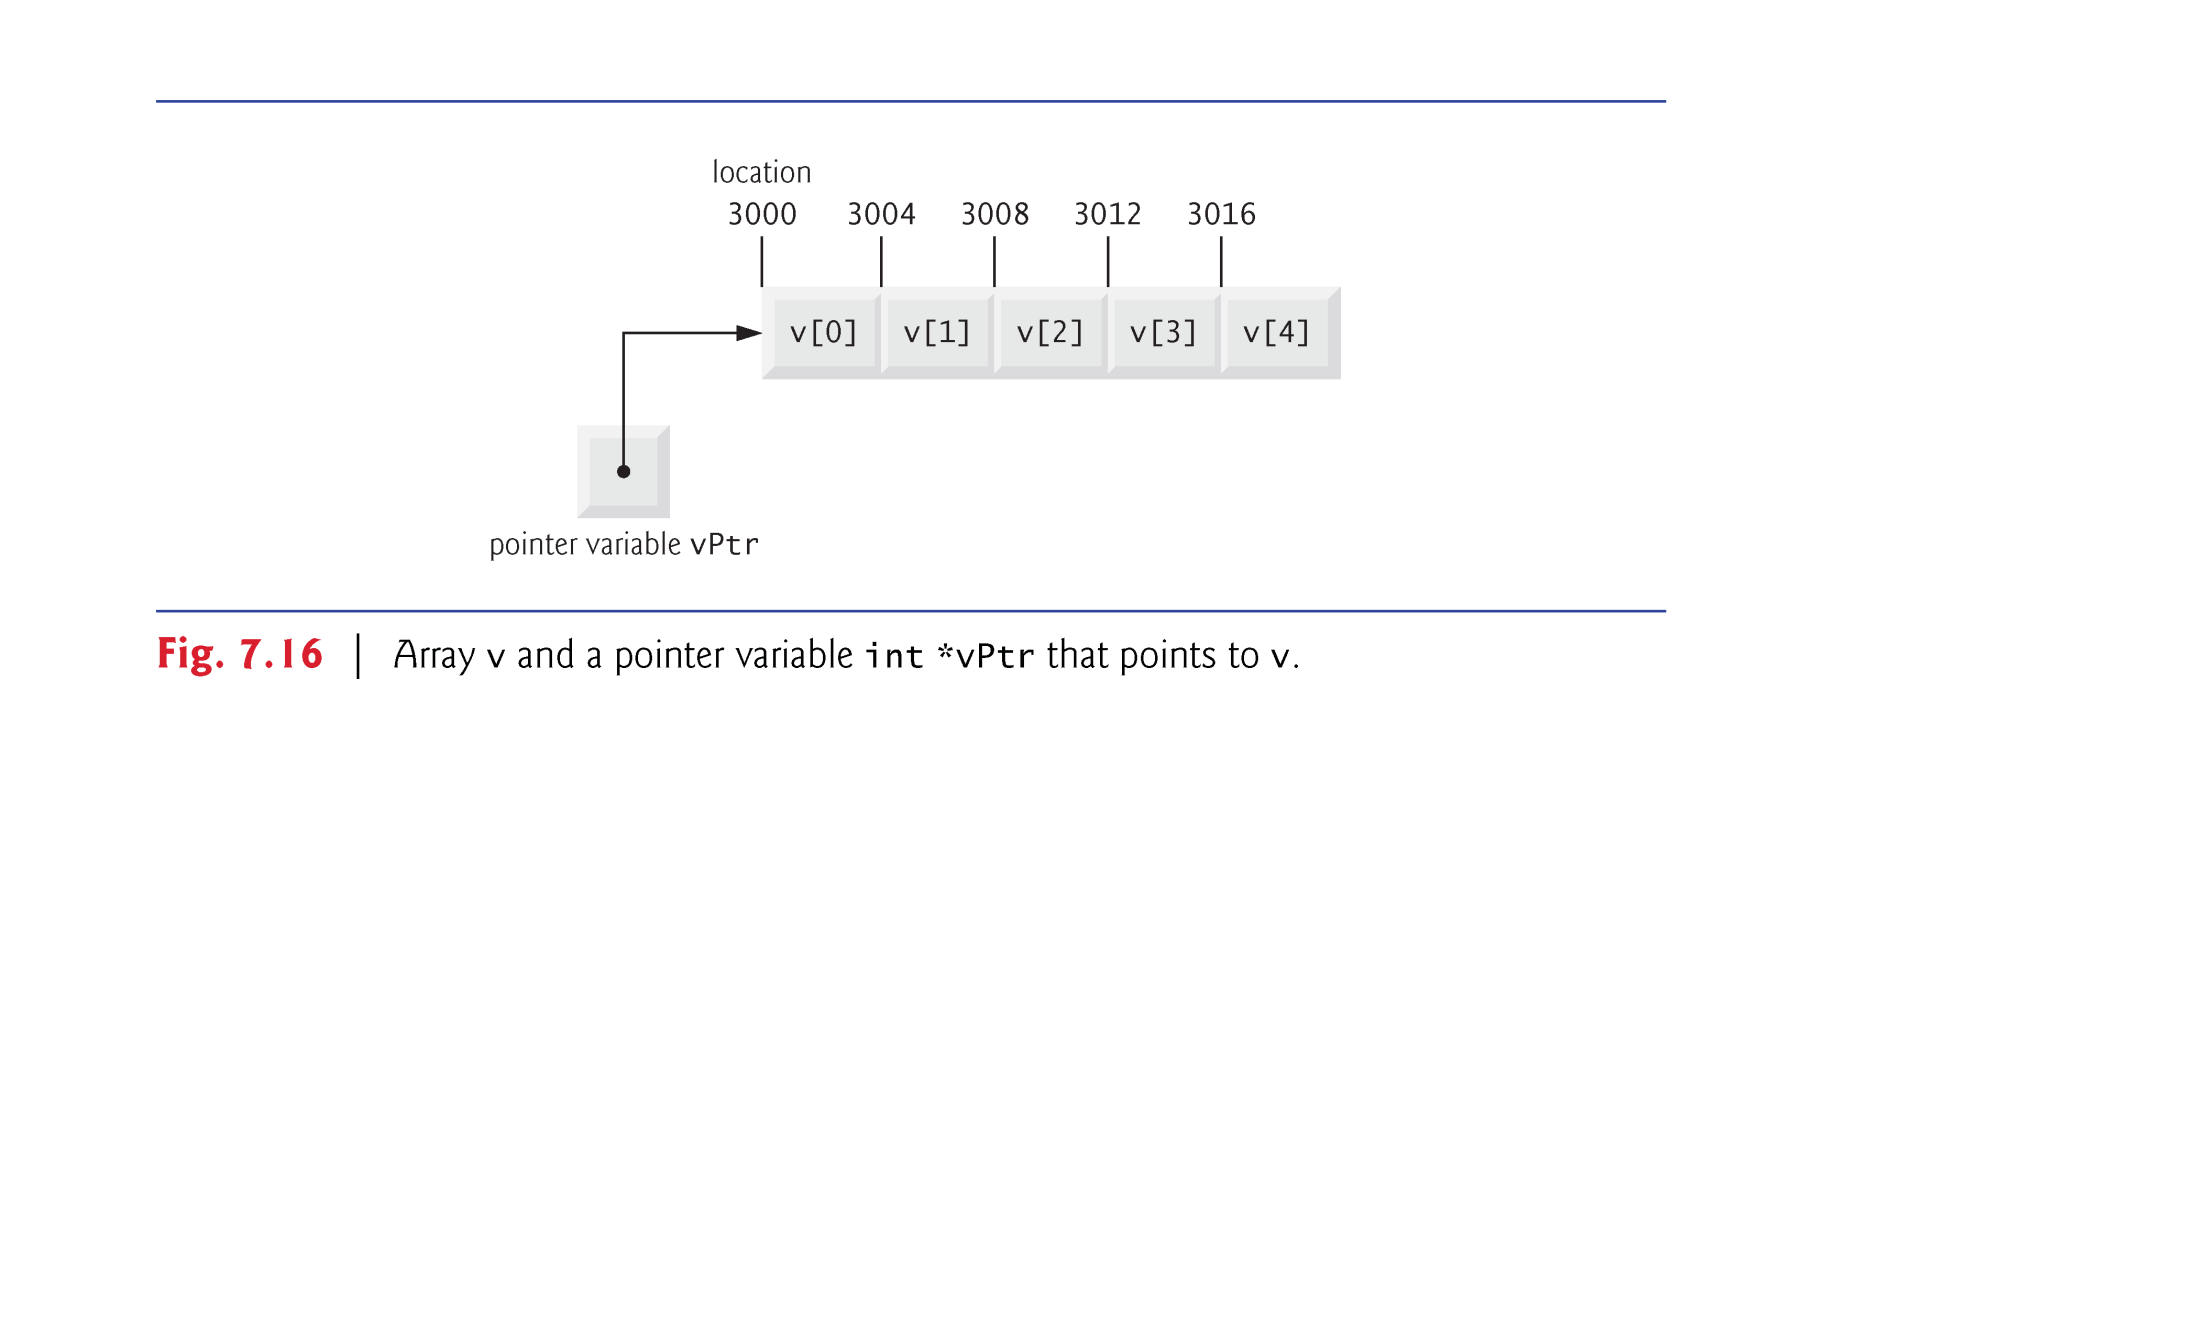 location
3000 3004 3008 3012 3016
v[0] v[1] v[2] v[3] v[4]
pointer variable vPtr
Fig. 7.16 | Array v and a pointer variable int *vPtr that points to v.